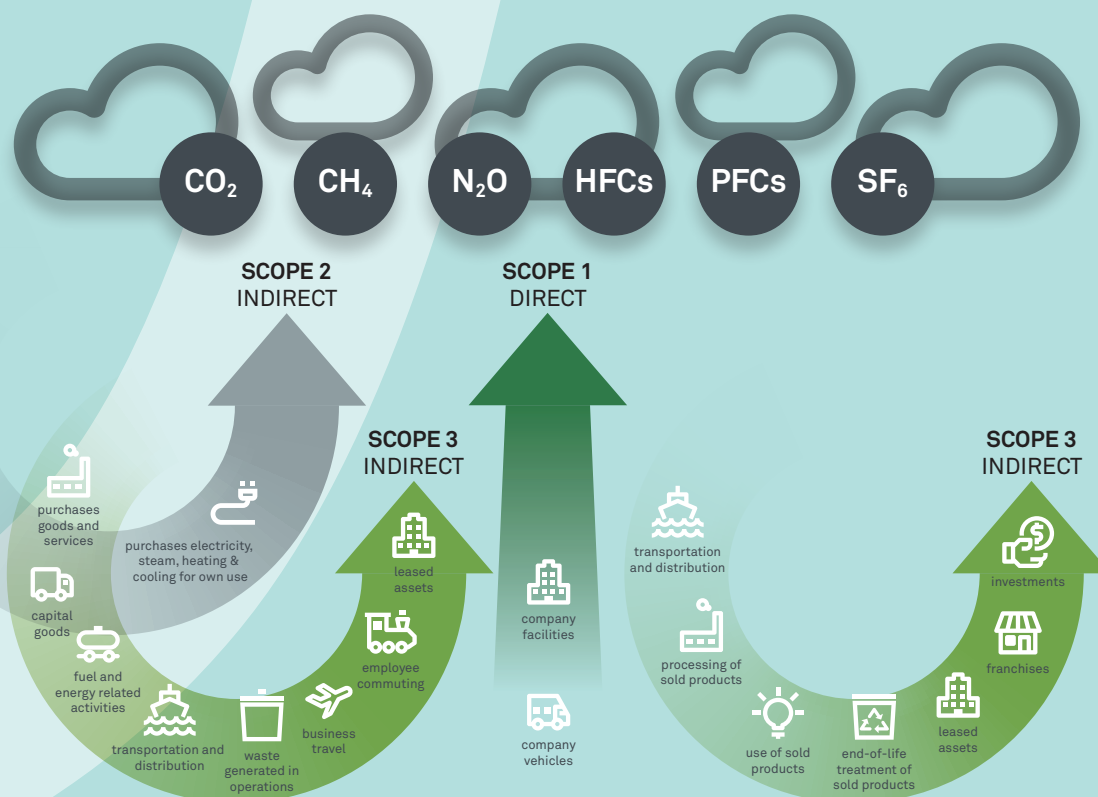 CO₂
CH₄
N₂O
HFCs
PFCs
SF₆
SCOPE 2
INDIRECT
SCOPE 1
DIRECT
SCOPE 3
INDIRECT
SCOPE 3
INDIRECT
purchases
goods and
services
capital
goods
fuel and
energy related
activities
transportation and
distribution
waste
generated in
operations
business
travel
employee
commuting
leased
assets
purchases electricity,
steam, heating &
cooling for own use
company
facilities
company
vehicles
transportation
and distribution
processing of
sold products
use of sold
products
end-of-life
treatment of
sold products
leased
assets
franchises
$
investments